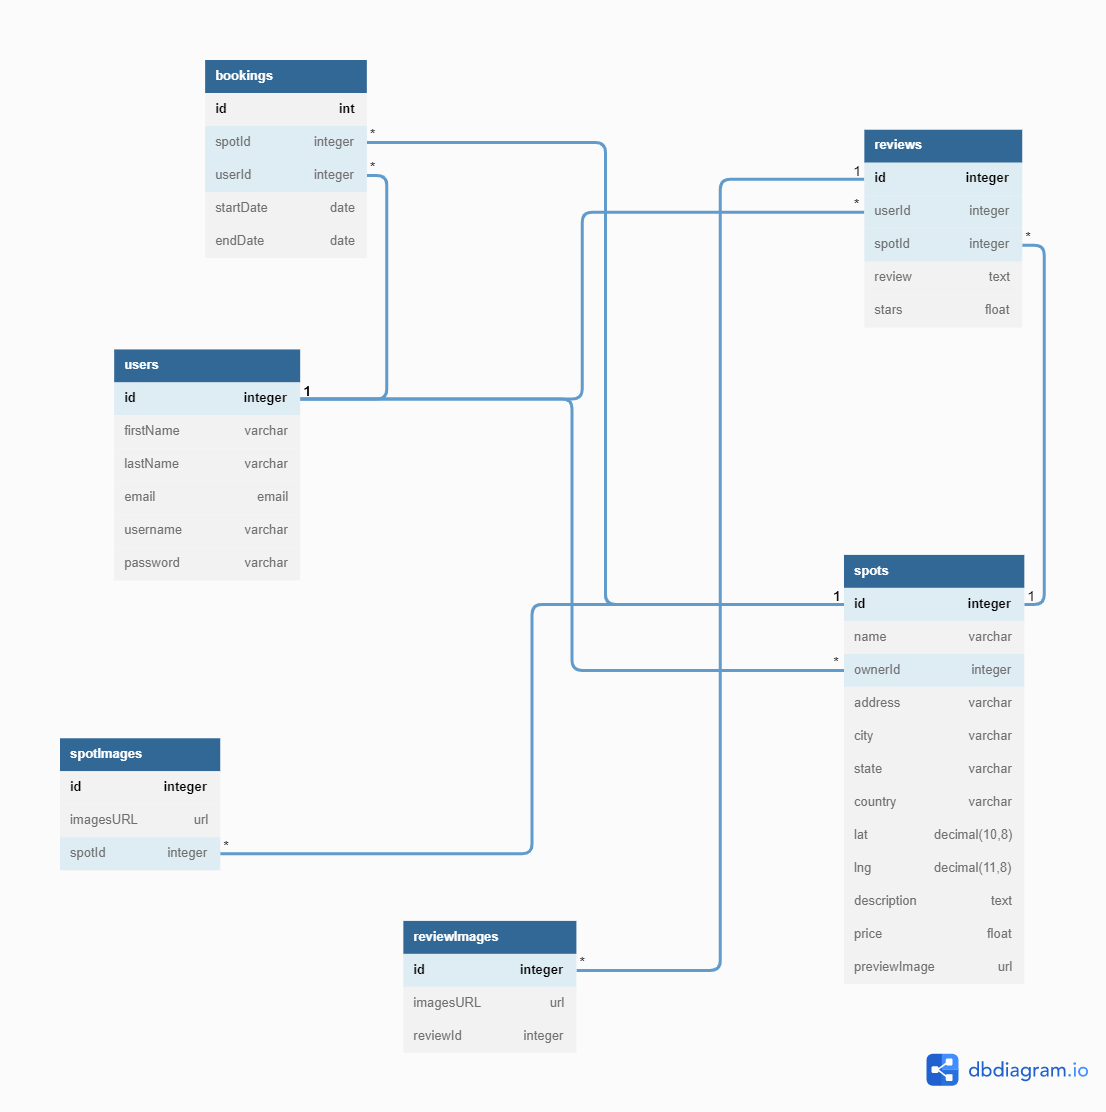 bookings
id int
spotId integer
userId integer
startDate date
endDate date
*
*
reviews
id integer
userId integer
spotId integer
review text
stars float
1
*
*
users
id integer
firstName varchar
lastName varchar
email email
username varchar
password varchar
1
spots
id integer
name varchar
ownerId integer
address varchar
city varchar
state varchar
country varchar
lat decimal(10,8)
lng decimal(11,8)
description text
price float
previewImage url
1
1
*
spotImages
id integer
imagesURL url
spotId integer
*
reviewImages
id integer
imagesURL url
reviewId integer
*
dbdiagram.io